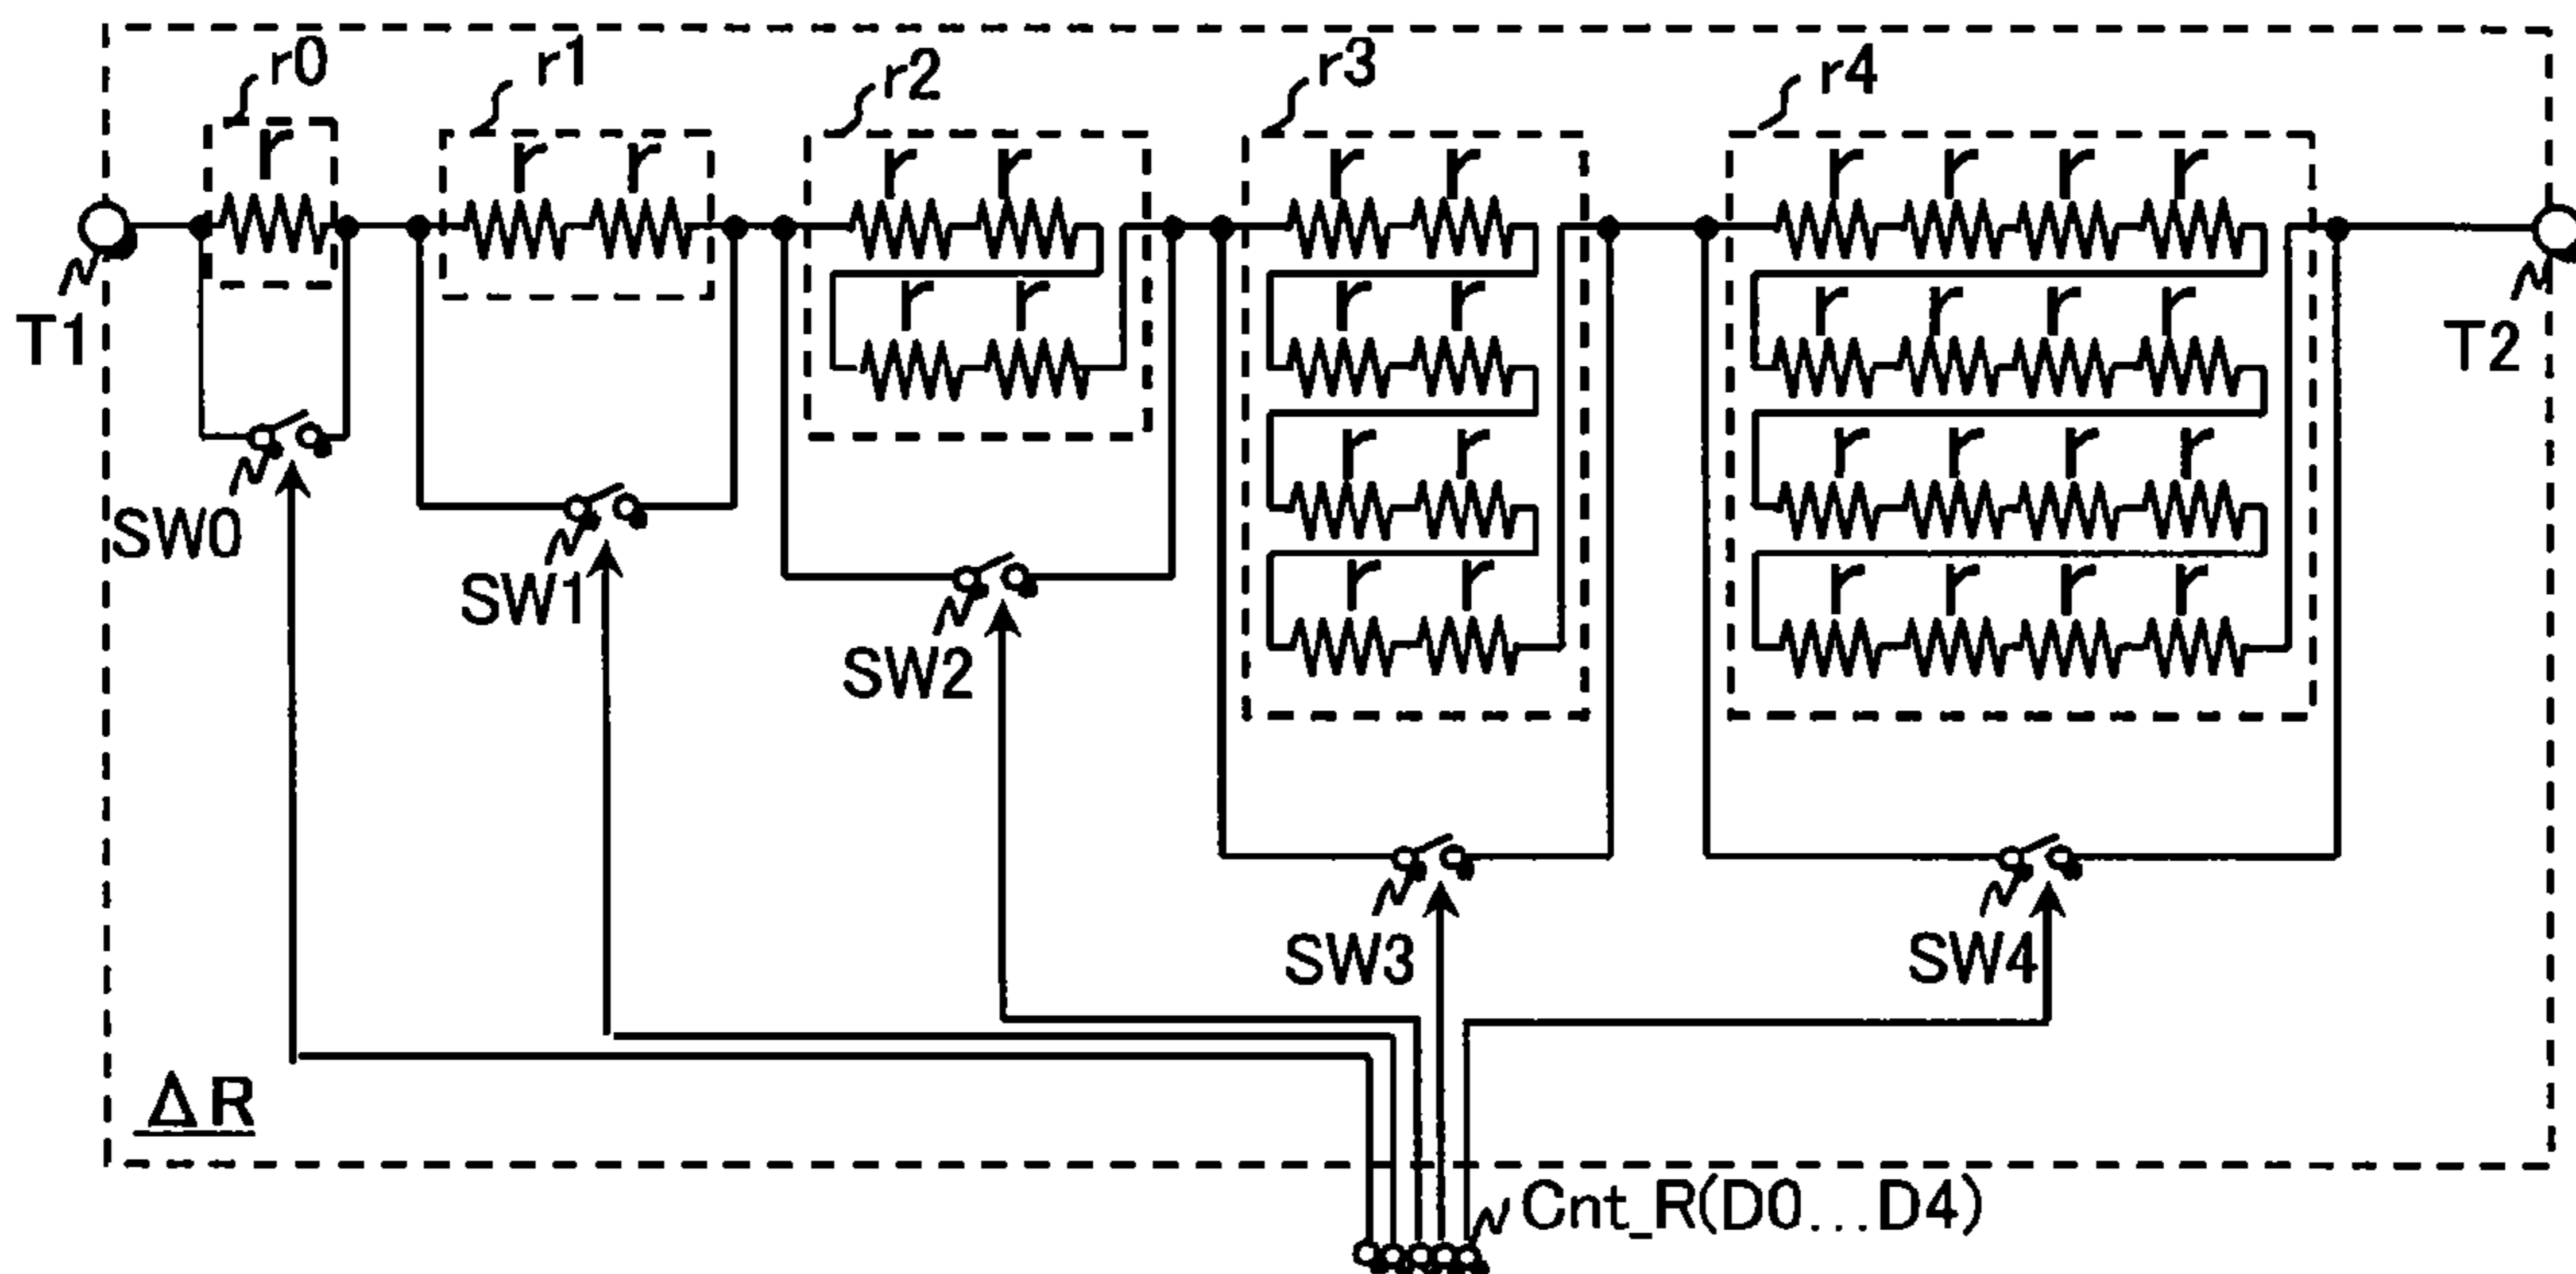 r0 r1 r2 r3 r4
r r r r r r r r r r r
T1 r r r r r r r r T2
r r r r r r
SW0 SW1 r r r r r r
SW2
SW3 SW4
ΔR
Cnt_R(D0...D4)